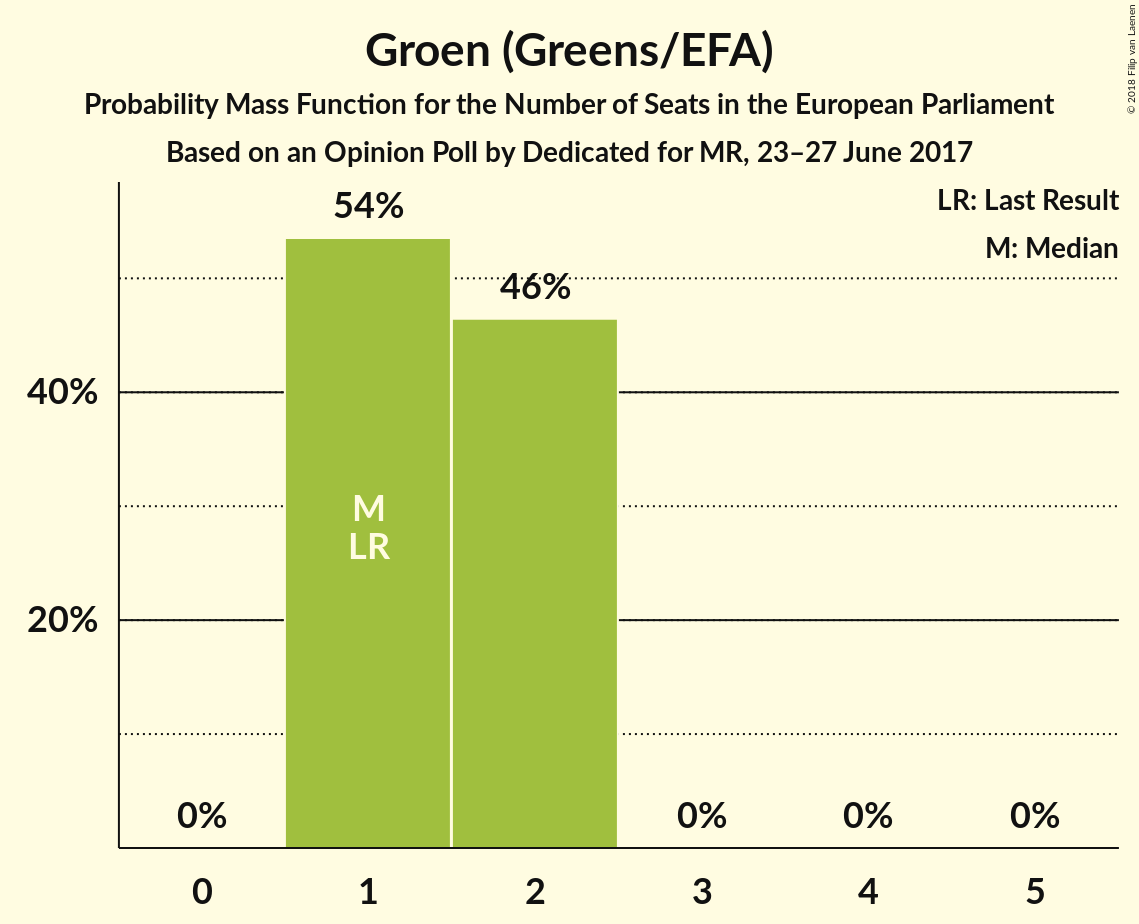 Groen (Greens/EFA)
Probability Mass Function for the Number of Seats in the European Parliament
Based on an Opinion Poll by Dedicated for MR, 23–27 June 2017
© 2018 Filip van Laenen
LR: Last Result
M: Median
54%
46%
40%
M
LR
20%
0%
0%
0%
0%
0
1
2
3
4
5